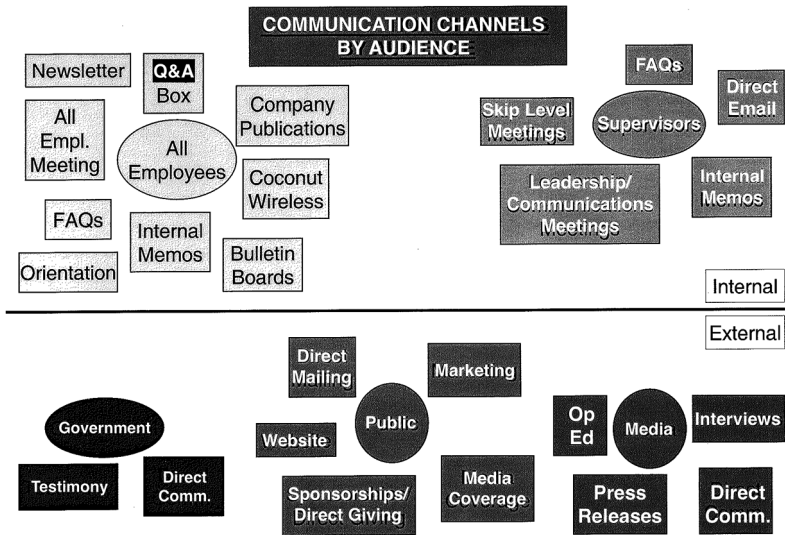 COMMUNICATION CHANNELS
BY AUDIENCE
Newsletter
Q&A
Box
All
Empl.
Meeting
Company
Publications
All
Employees
Coconut
Wireless
FAQs
Internal
Memos
Orientation
Bulletin
Boards
FAQs
Direct
Email
Skip Level
Meetings
Supervisors
Leadership/
Communications
Meetings
Internal
Memos
Internal
External
Government
Testimony
Direct
Comm.
Direct
Mailing
Marketing
Public
Website
Sponsorships/
Direct Giving
Media
Coverage
Op
Ed
Media
Interviews
Press
Releases
Direct
Comm.